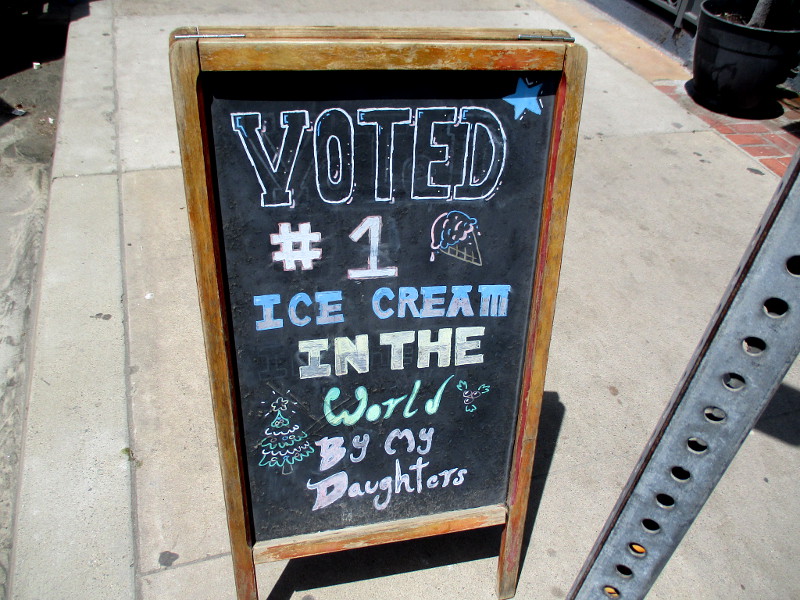 VOTED
# 1
ICE CREAM
IN THE
World
By My
Daughters